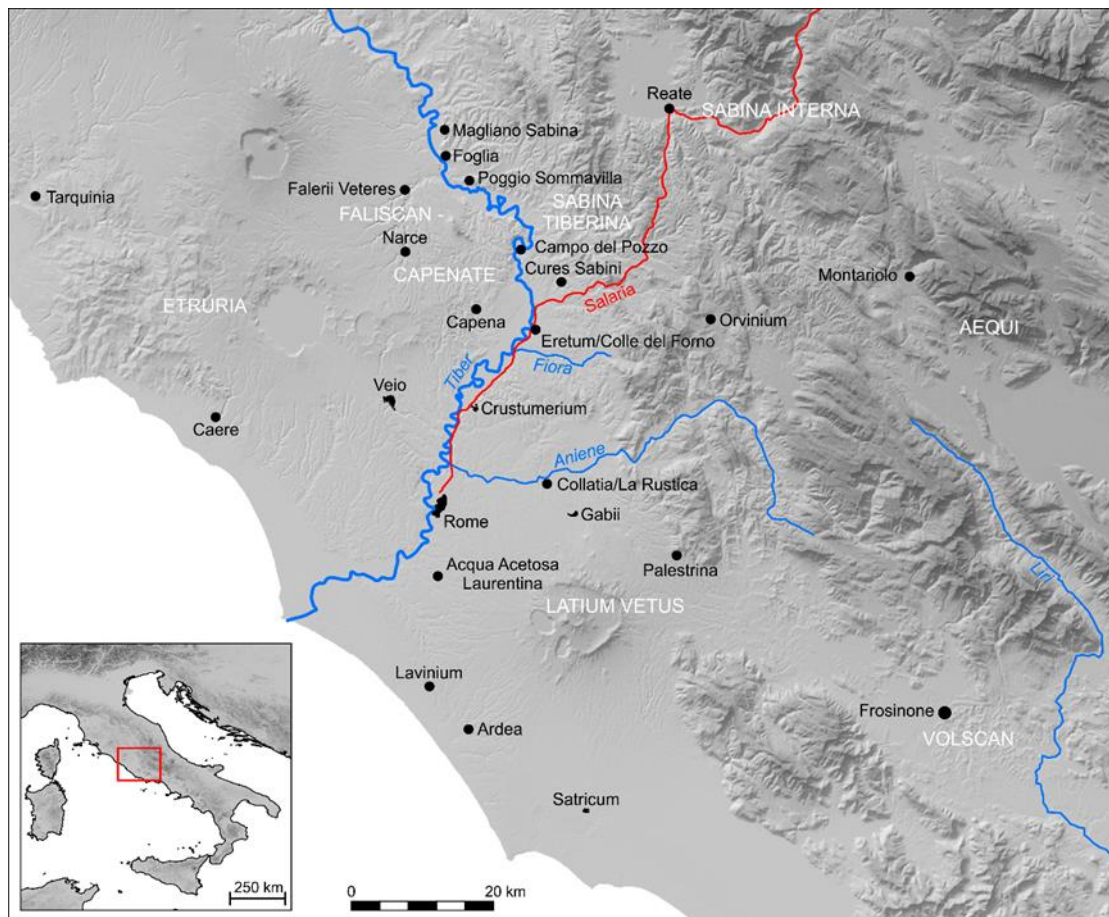 Reate
SABINA INTERNA
Magliano Sabina
Foglia
Poggio Sommavilla
Falerii Veteres
Tarquinia
SABINA
TIBERINA
FALISCAN -
Narce
Campo del Pozzo
CAPENATE
Cures Sabini
Montariolo
ETRURIA
Salaria
Capena
Orvinium
AEQUI
Eretum/Colle del Forno
Tiber
Fiora
Veio
Crustumerium
Caere
Aniene
Collatia/La Rustica
Rome
Gabii
Acqua Acetosa
Laurentina
Palestrina
Liri
LATIUM VETUS
Lavinium
Frosinone
Ardea
VOLSCAN
Satricum
250 km
0 20 km